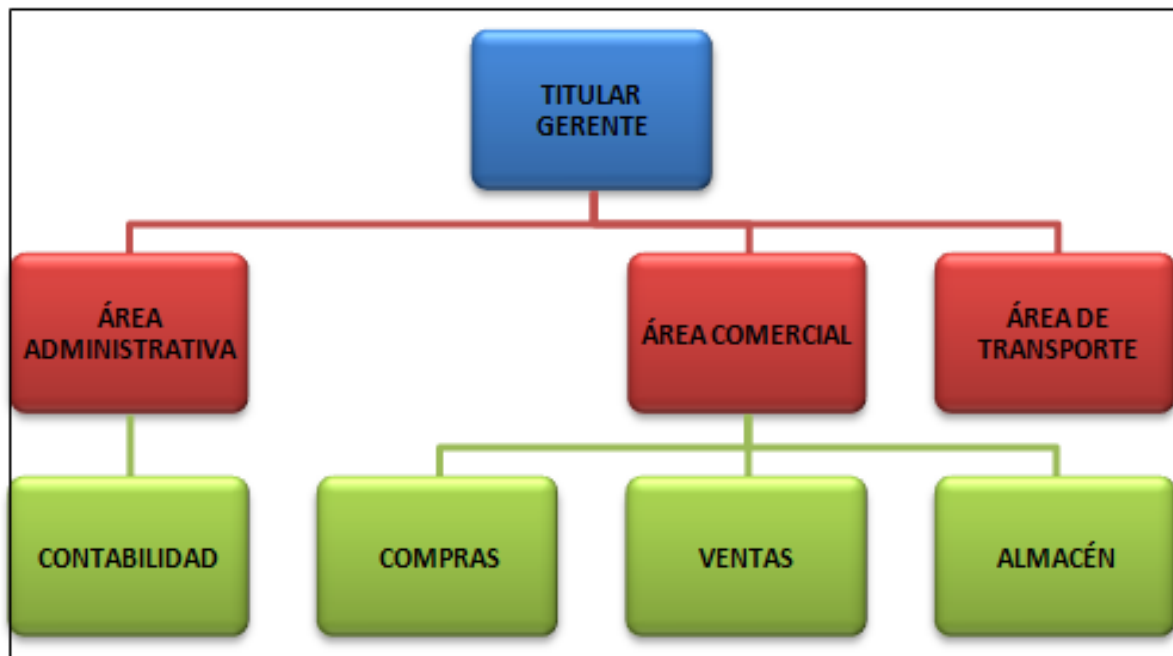 TITULAR
GERENTE
ÁREA
ADMINISTRATIVA
ÁREA COMERCIAL
ÁREA DE
TRANSPORTE
CONTABILIDAD
COMPRAS
VENTAS
ALMACÉN